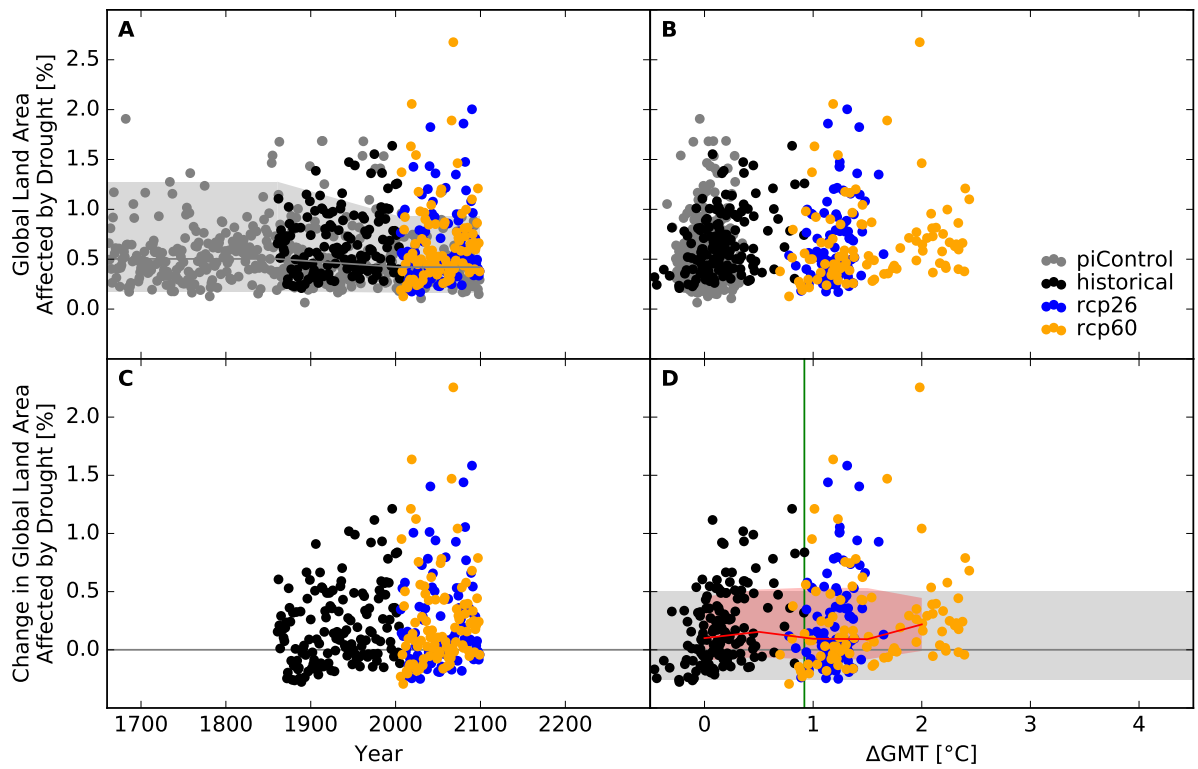 A
B
Global Land Area
Affected by Drought [%]
2.5
2.0
1.5
1.0
0.5
0.0
piControl
historical
rcp26
rcp60
C
D
Change in Global Land Area
Affected by Drought [%]
2.0
1.5
1.0
0.5
0.0
1700 1800 1900 2000 2100 2200
0 1 2 3 4
Year
ΔGMT [°C]